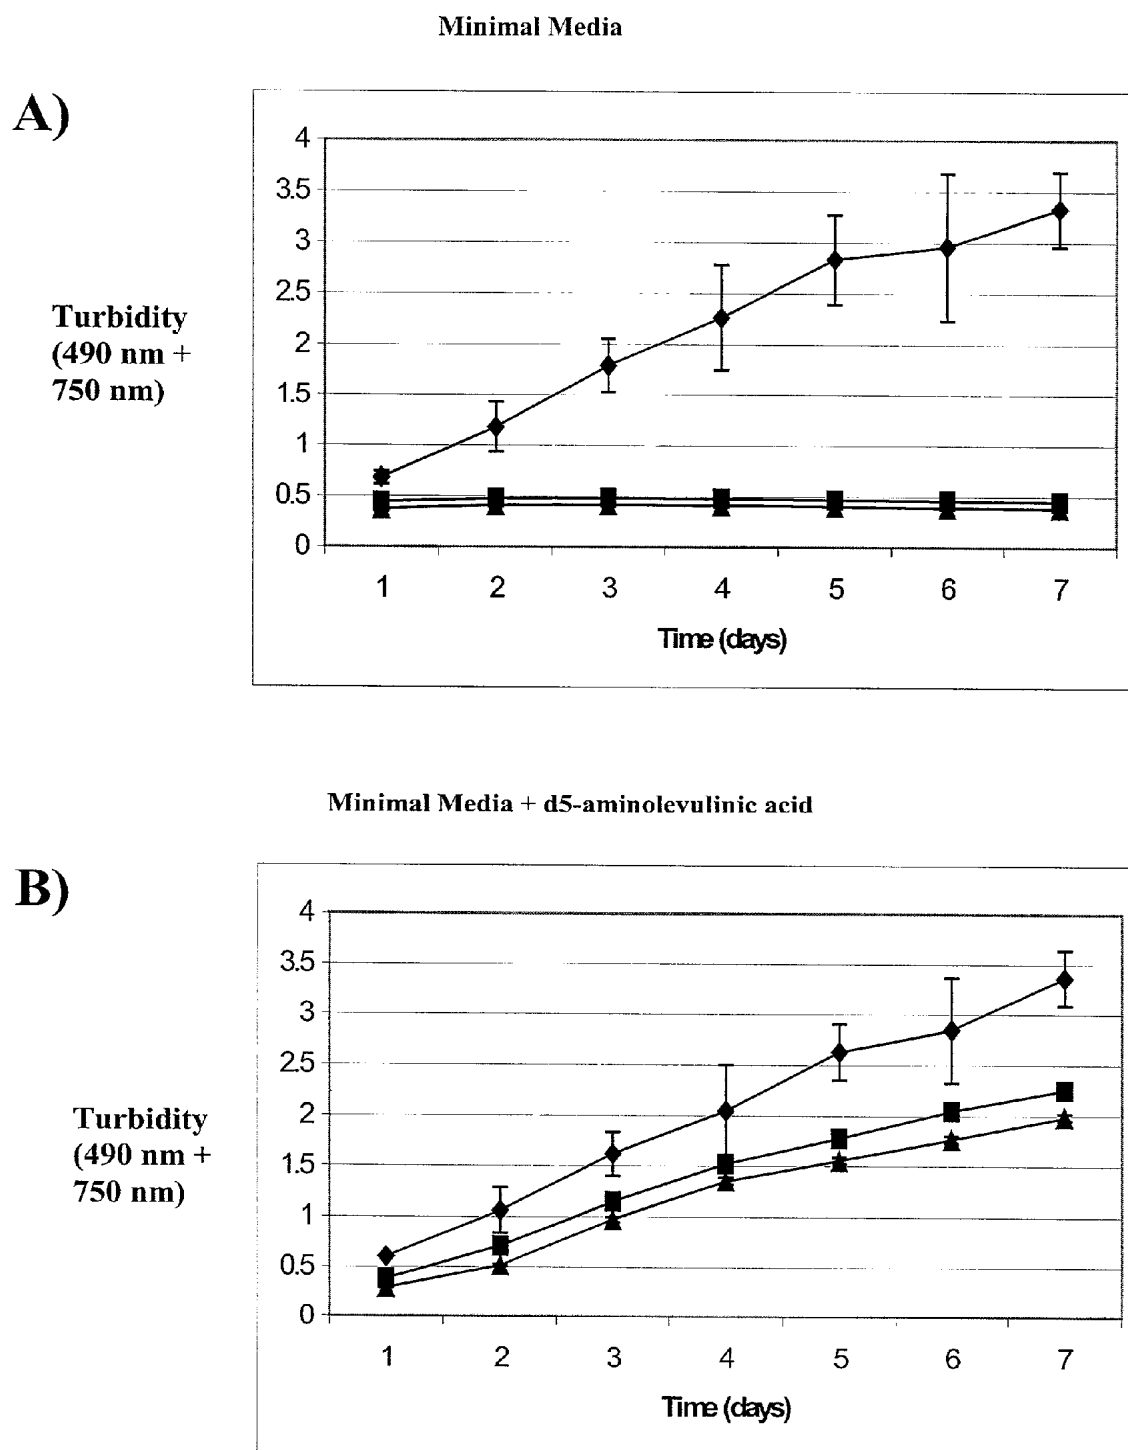 Minimal Media
A)
4
3.5
3
2.5
2
1.5
1
0.5
0
Turbidity
(490 nm +
750 nm)
1 2 3 4 5 6 7
Time (days)
Minimal Media + d5-aminolevulinic acid
B)
4
3.5
3
2.5
2
1.5
1
0.5
0
Turbidity
(490 nm +
750 nm)
1 2 3 4 5 6 7
Time (days)